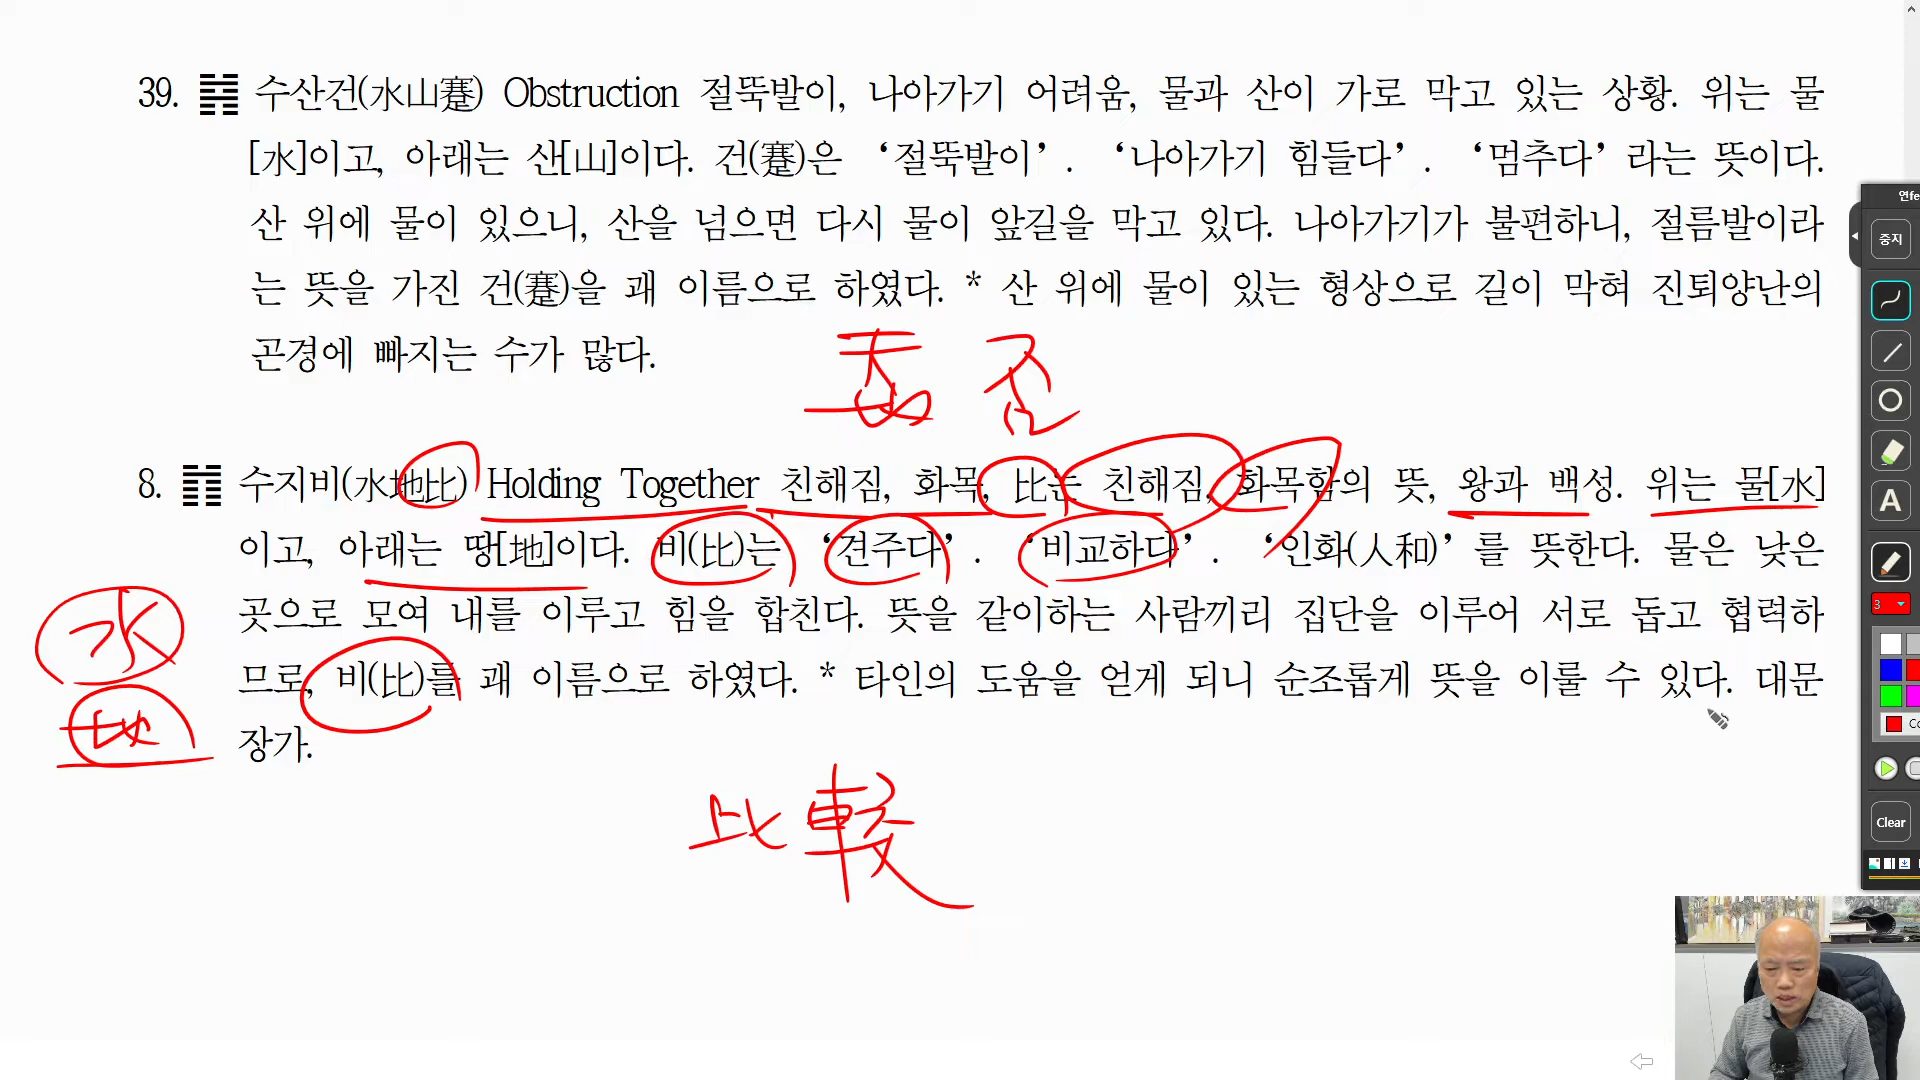 39. ䷦ 수산건(水山蹇) Obstruction 절뚝발이, 나아가기 어려움, 물과 산이 가로 막고 있는 상황. 위는 물
[水]이고, 아래는 산[山]이다. 건(蹇)은 ‘절뚝발이’. ‘나아가기 힘들다’. ‘멈추다’라는 뜻이다.
산 위에 물이 있으니, 산을 넘으면 다시 물이 앞길을 막고 있다. 나아가기가 불편하니, 절름발이라
는 뜻을 가진 건(蹇)을 괘 이름으로 하였다. * 산 위에 물이 있는 형상으로 길이 막혀 진퇴양난의
곤경에 빠지는 수가 많다.
8. ䷇ 수지비(水地比) Holding Together 친해짐, 화목, 比는 친해짐, 화목함의 뜻, 왕과 백성. 위는 물[水]
이고, 아래는 땅[地]이다. 비(比)는 ‘견주다’. ‘비교하다’. ‘인화(人和)’를 뜻한다. 물은 낮은
곳으로 모여 내를 이루고 힘을 합친다. 뜻을 같이하는 사람끼리 집단을 이루어 서로 돕고 협력하
므로, 비(比)를 괘 이름으로 하였다. * 타인의 도움을 얻게 되니 순조롭게 뜻을 이룰 수 있다. 대문
장가.
水
地
比較
중지
A
3
Clear